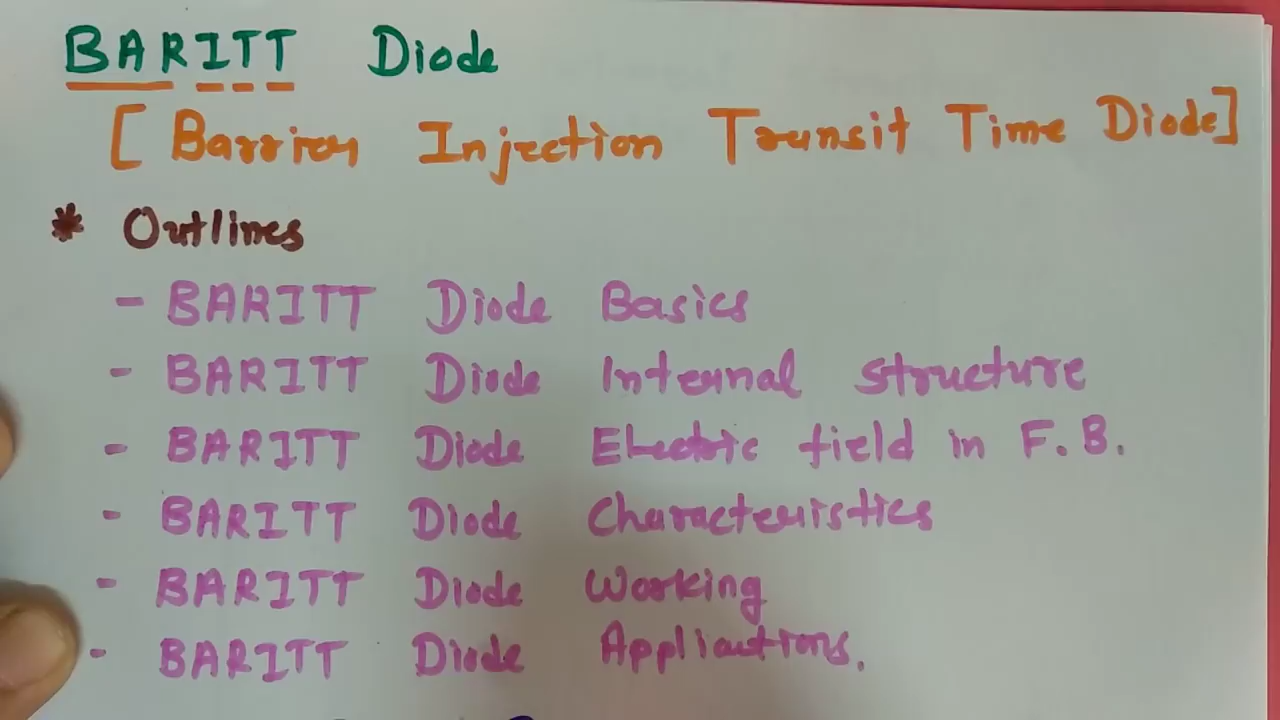 BARITT Diode
[Barrier Injection Transit Time Diode]
* Outlines
- BARITT Diode Basics
- BARITT Diode Internal structure
- BARITT Diode Electric field in F.B.
- BARITT Diode Characteristics
- BARITT Diode Working
- BARITT Diode Applications.